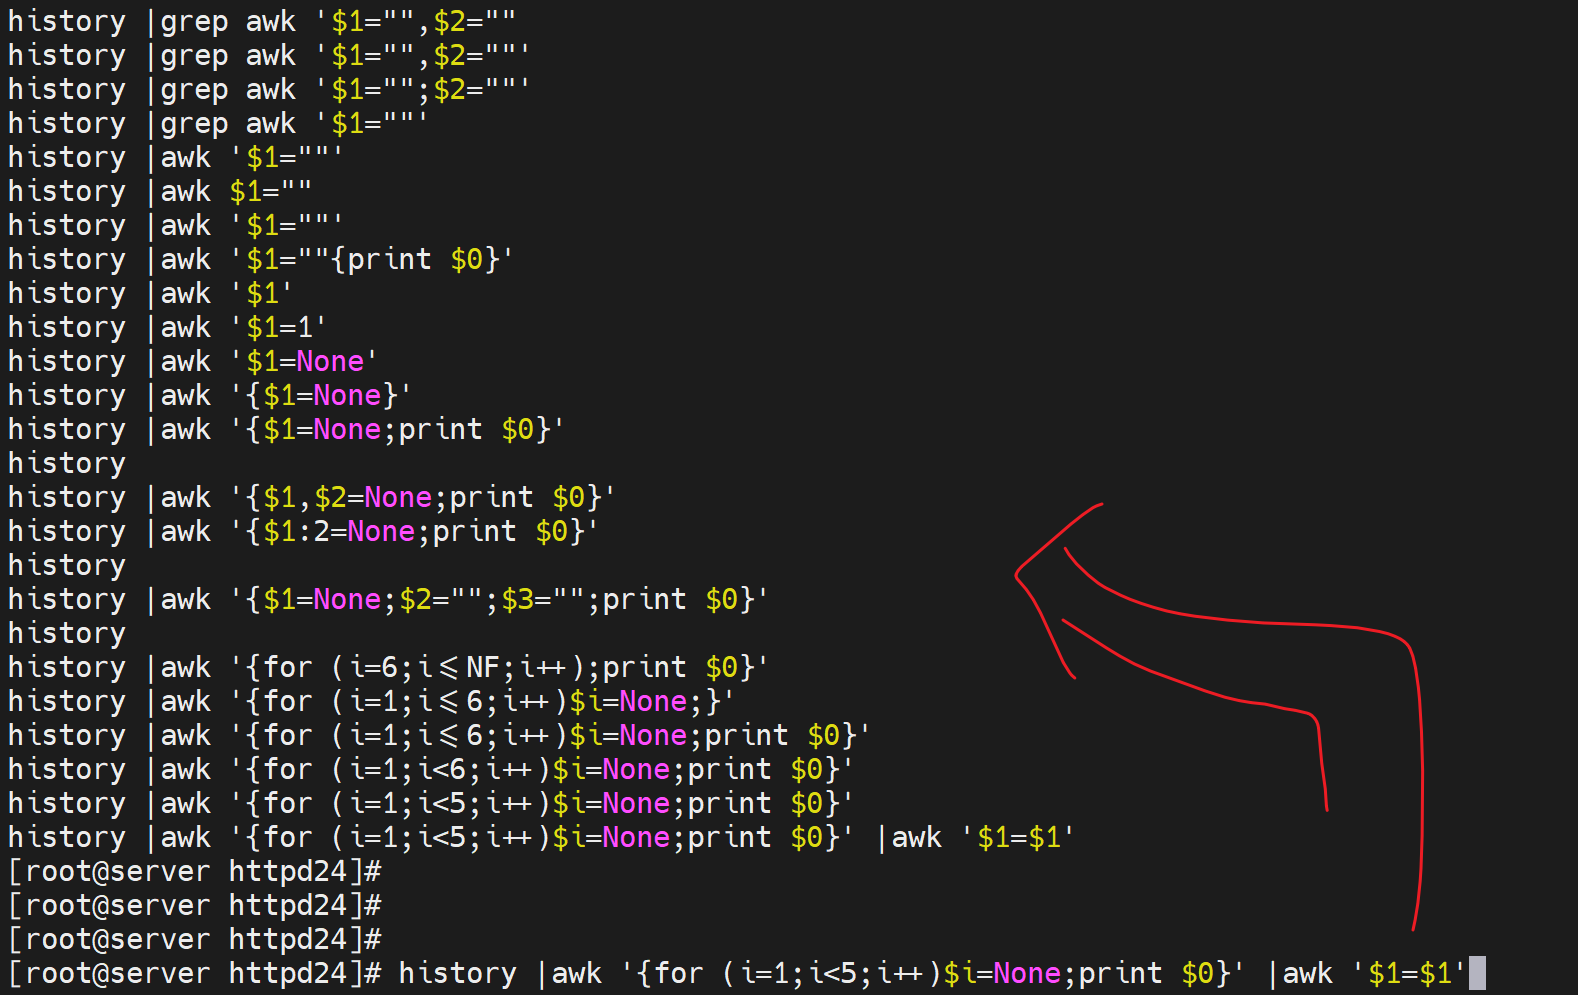 history |grep awk '$1="",$2=""
history |grep awk '$1="",$2=""'
history |grep awk '$1="";$2=""'
history |grep awk '$1=""'
history |awk '$1=""'
history |awk $1=""
history |awk '$1=""'
history |awk '$1=""{print $0}'
history |awk '$1'
history |awk '$1=1'
history |awk '$1=None'
history |awk '{$1=None}'
history |awk '{$1=None;print $0}'
history
history |awk '{$1,$2=None;print $0}'
history |awk '{$1:2=None;print $0}'
history
history |awk '{$1=None;$2="";$3="";print $0}'
history
history |awk '{for (i=6;i<=NF;i++);print $0}'
history |awk '{for (i=1;i<=6;i++)$i=None;}'
history |awk '{for (i=1;i<=6;i++)$i=None;print $0}'
history |awk '{for (i=1;i<6;i++)$i=None;print $0}'
history |awk '{for (i=1;i<5;i++)$i=None;print $0}'
history |awk '{for (i=1;i<5;i++)$i=None;print $0}' |awk '$1=$1'
[root@server httpd24]#
[root@server httpd24]#
[root@server httpd24]#
[root@server httpd24]# history |awk '{for (i=1;i<5;i++)$i=None;print $0}' |awk '$1=$1'